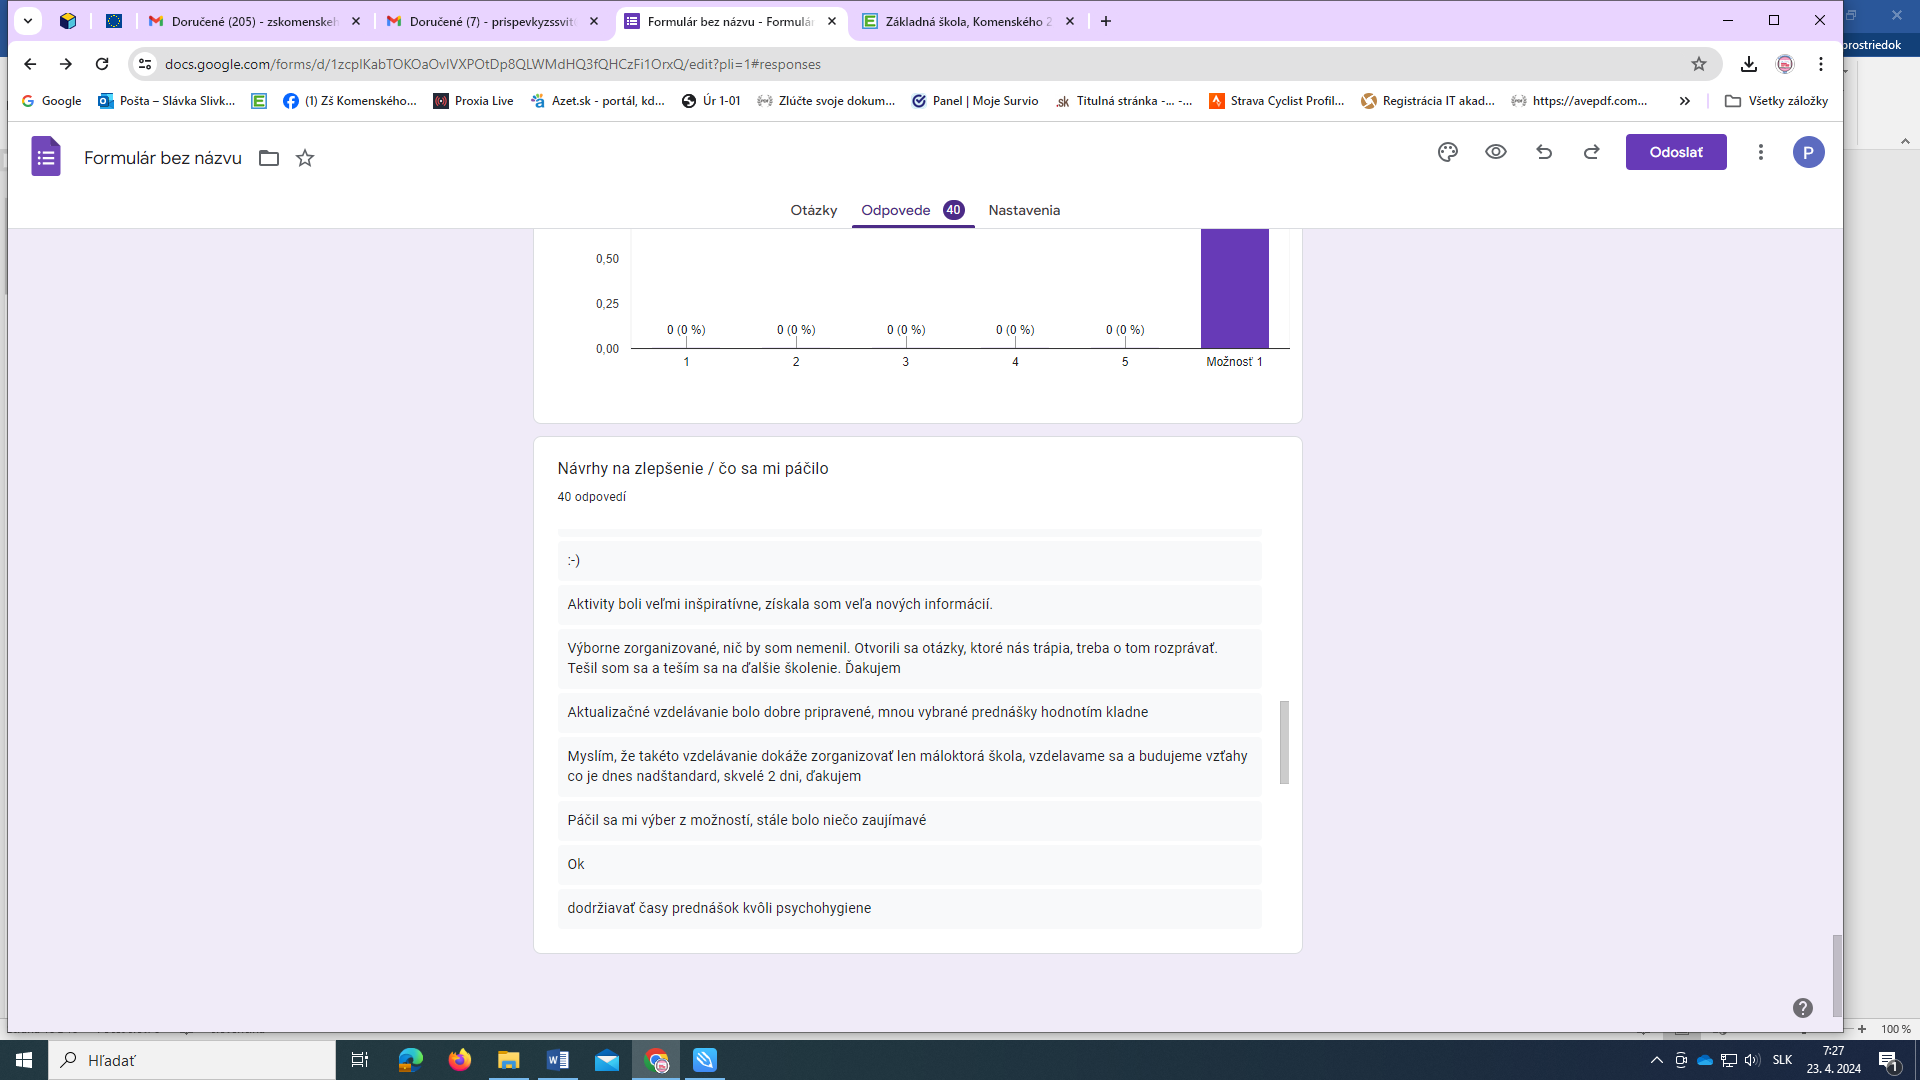 Doručené (205) - zskomenskeh
Doručené (7) - prispevkyzssvit
Formulár bez názvu - Formulár
Základná škola, Komenského 2
prostriedok
docs.google.com/forms/d/1zcplKabTOKOaOvlVXPOtDp8QLWMdHQ3fQHCzFi1OrxQ/edit?pli=1#responses
Google
Pošta – Slávka Slivk...
(1) Zš Komenského...
Proxia Live
Azet.sk - portál, kd...
Úr 1-01
Zlúčte svoje dokum...
Panel | Moje Survio
.sk Titulná stránka -... -...
Strava Cyclist Profil...
Registrácia IT akad...
https://avepdf.com...
Všetky záložky
Formulár bez názvu
Odoslať
P
Otázky
Odpovede 40
Nastavenia
0,50
0,25
0 (0 %) 0 (0 %) 0 (0 %) 0 (0 %) 0 (0 %)
0,00
1 2 3 4 5 Možnosť 1
Návrhy na zlepšenie / čo sa mi páčilo
40 odpovedí
:-)
Aktivity boli veľmi inšpiratívne, získala som veľa nových informácií.
Výborne zorganizované, nič by som nemenil. Otvorili sa otázky, ktoré nás trápia, treba o tom rozprávať.
Tešil som sa a teším sa na ďalšie školenie. Ďakujem
Aktualizačné vzdelávanie bolo dobre pripravené, mnou vybrané prednášky hodnotím kladne
Myslím, že takéto vzdelávanie dokáže zorganizovať len máloktorá škola, vzdelavame sa a budujeme vzťahy
co je dnes nadštandard, skvelé 2 dni, ďakujem
Páčil sa mi výber z možností, stále bolo niečo zaujímavé
Ok
dodržiavať časy prednášok kvôli psychohygiene
100 %
Hľadať
SLK
7:27
23. 4. 2024
1